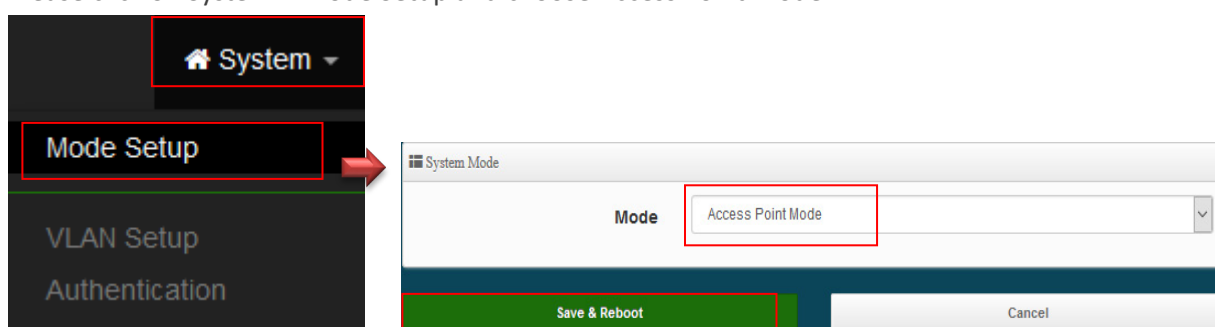 System
Mode Setup
VLAN Setup
Authentication
System Mode
Mode
Access Point Mode
Save & Reboot
Cancel